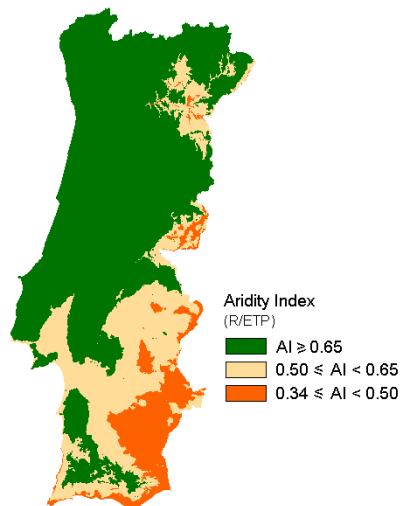 Aridity Index
(R/ETP)
AI ⩾ 0.65
0.50 ⩽ AI < 0.65
0.34 ⩽ AI < 0.50